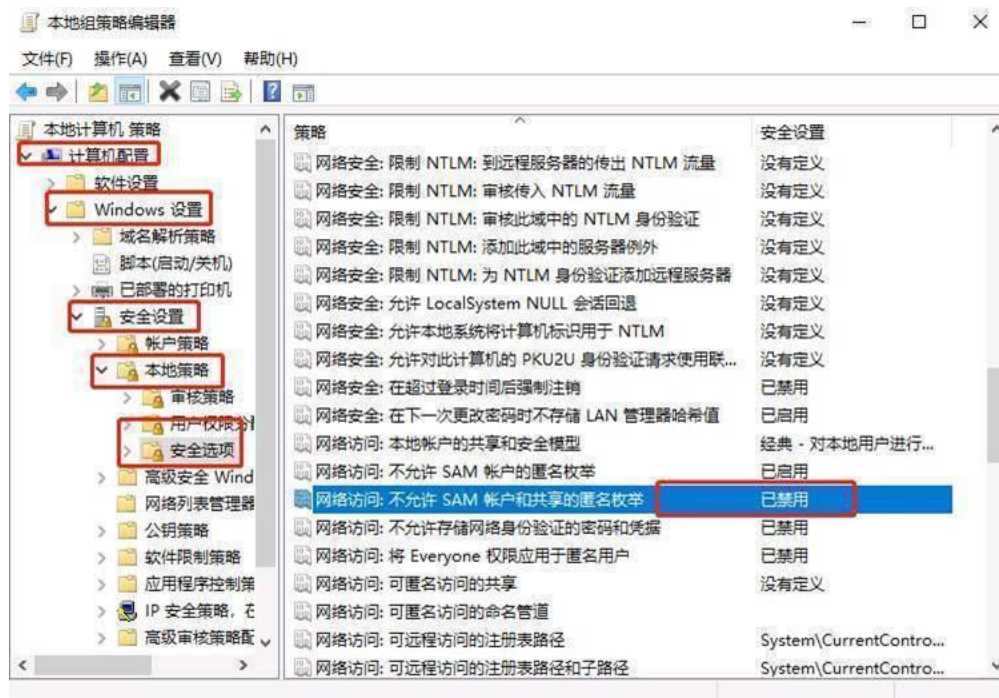 本地组策略编辑器
文件(F) 操作(A) 查看(V) 帮助(H)
本地计算机 策略
计算机配置
软件设置
Windows 设置
域名解析策略
脚本(启动/关机)
已部署的打印机
安全设置
帐户策略
本地策略
审核策略
用户权限分
安全选项
高级安全 Wind
网络列表管理器
公钥策略
软件限制策略
应用程序控制策
IP 安全策略，在
高级审核策略配
策略 安全设置
网络安全: 限制 NTLM: 到远程服务器的传出 NTLM 流量 没有定义
网络安全: 限制 NTLM: 审核传入 NTLM 流量 没有定义
网络安全: 限制 NTLM: 审核此域中的 NTLM 身份验证 没有定义
网络安全: 限制 NTLM: 添加此域中的服务器例外 没有定义
网络安全: 限制 NTLM: 为 NTLM 身份验证添加远程服务器 没有定义
网络安全: 允许 LocalSystem NULL 会话回退 没有定义
网络安全: 允许本地系统将计算机标识用于 NTLM 没有定义
网络安全: 允许对此计算机的 PKU2U 身份验证请求使用联... 没有定义
网络安全: 在超过登录时间后强制注销 已禁用
网络安全: 在下一次更改密码时不存储 LAN 管理器哈希值 已启用
网络访问: 本地帐户的共享和安全模型 经典 - 对本地用户进行...
网络访问: 不允许 SAM 帐户的匿名枚举 已启用
网络访问: 不允许 SAM 帐户和共享的匿名枚举 已禁用
网络访问: 不允许存储网络身份验证的密码和凭据 已禁用
网络访问: 将 Everyone 权限应用于匿名用户 已禁用
网络访问: 可匿名访问的共享 没有定义
网络访问: 可匿名访问的命名管道
网络访问: 可远程访问的注册表路径 System\CurrentContro...
网络访问: 可远程访问的注册表路径和子路径 System\CurrentContro...